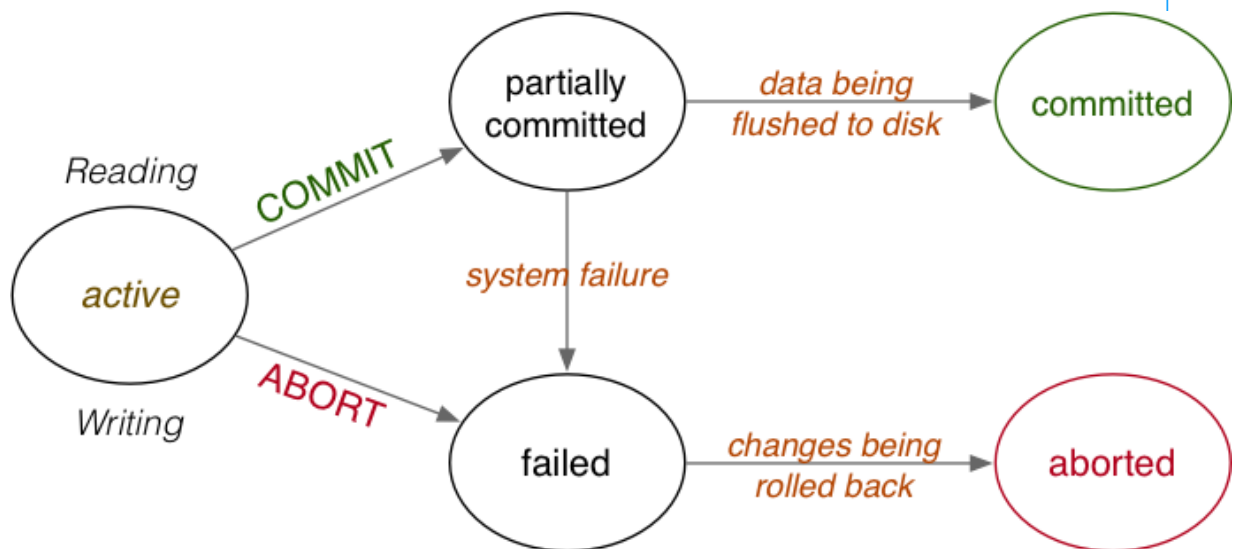 partially
committed
data being
flushed to disk
committed
Reading
COMMIT
active
system failure
Writing
ABORT
failed
changes being
rolled back
aborted